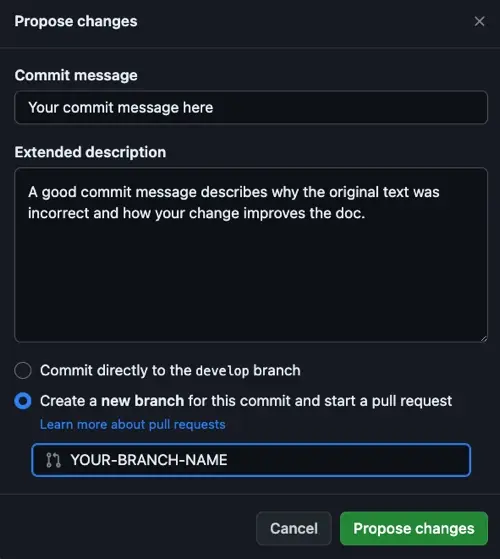 Propose changes
Commit message
Your commit message here
Extended description
A good commit message describes why the original text was
incorrect and how your change improves the doc.
Commit directly to the develop branch
Create a new branch for this commit and start a pull request
Learn more about pull requests
YOUR-BRANCH-NAME
Cancel
Propose changes